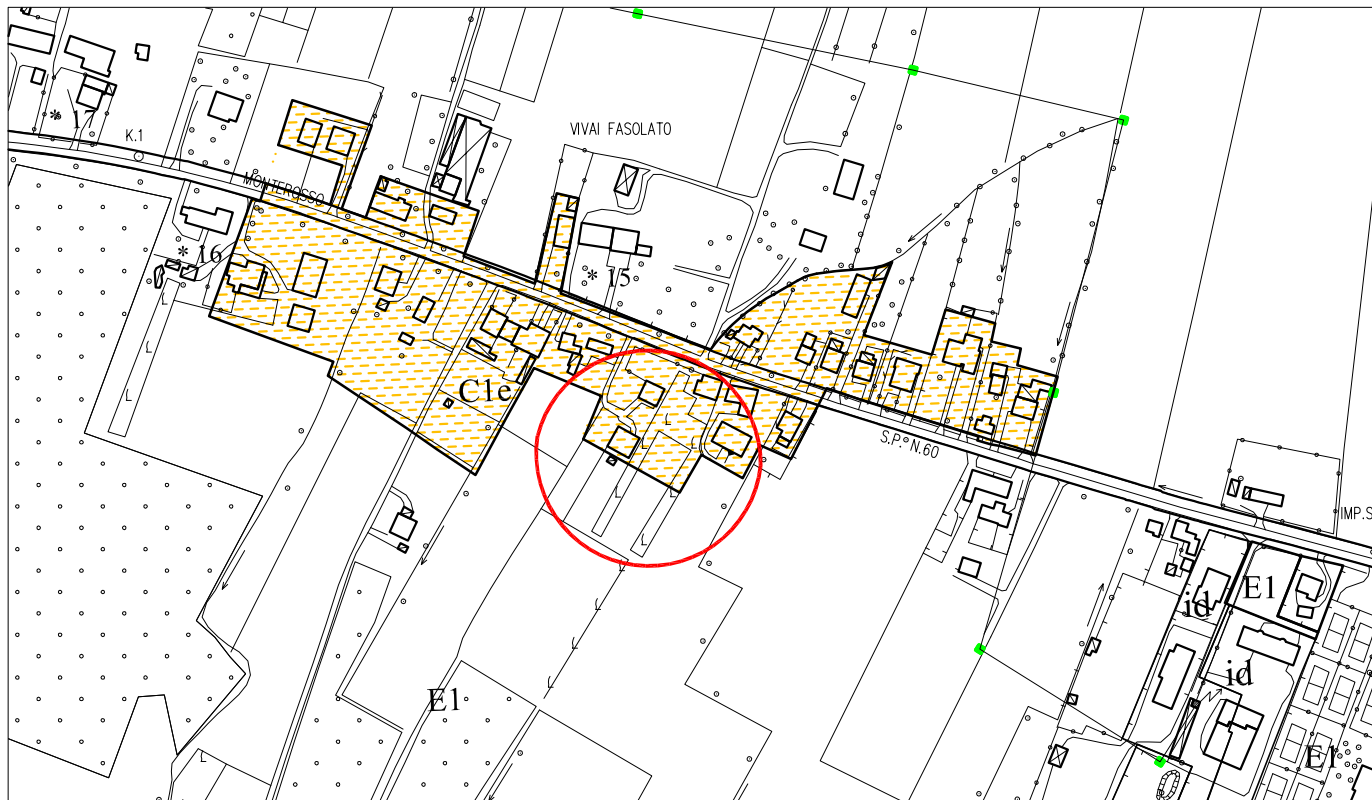 * 17
K.1
VIVAI FASOLATO
MONTEROSSO
* 16
* 15
C1e
S.P. N.60
IMP.S
E1
id
id
E1
E1
L
L
L
L
L
L
L
L
L
L
L
L
L